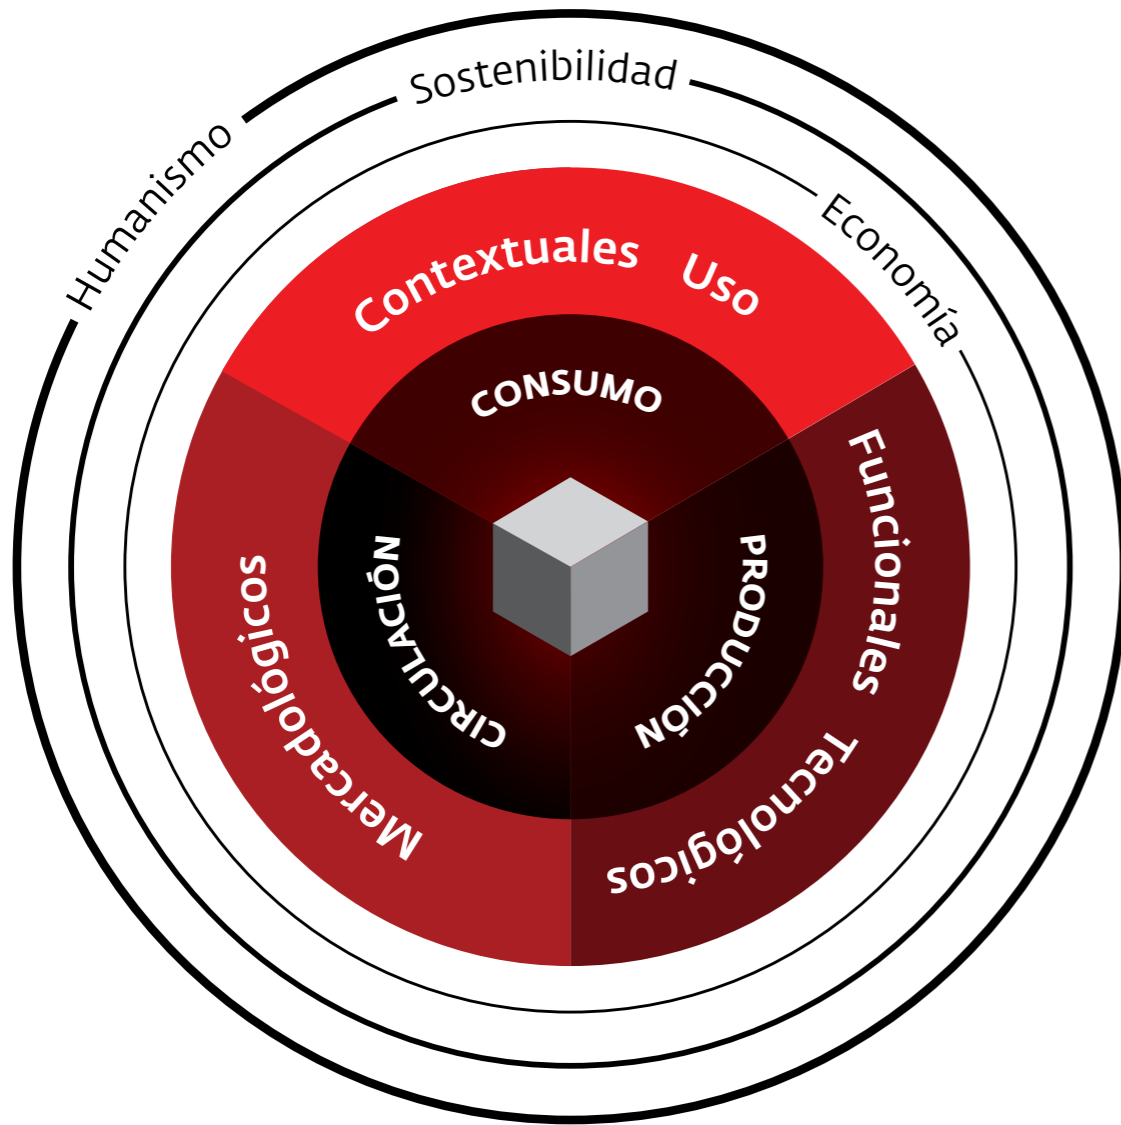 Humanismo
Sostenibilidad
Economía
Contextuales Uso
CONSUMO
Funcionales Tecnológicos
PRODUCCIÓN
Mercadológicos
CIRCULACIÓN